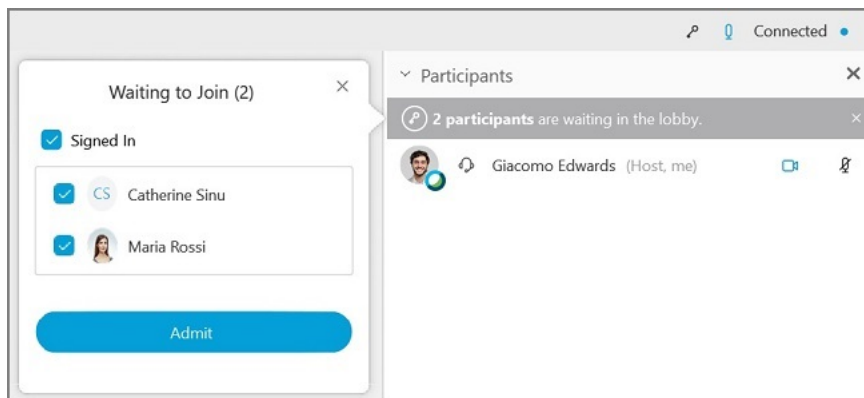 Connected
Waiting to Join (2)
Signed In
CS Catherine Sinu
Maria Rossi
Admit
Participants
2 participants are waiting in the lobby.
Giacomo Edwards (Host, me)